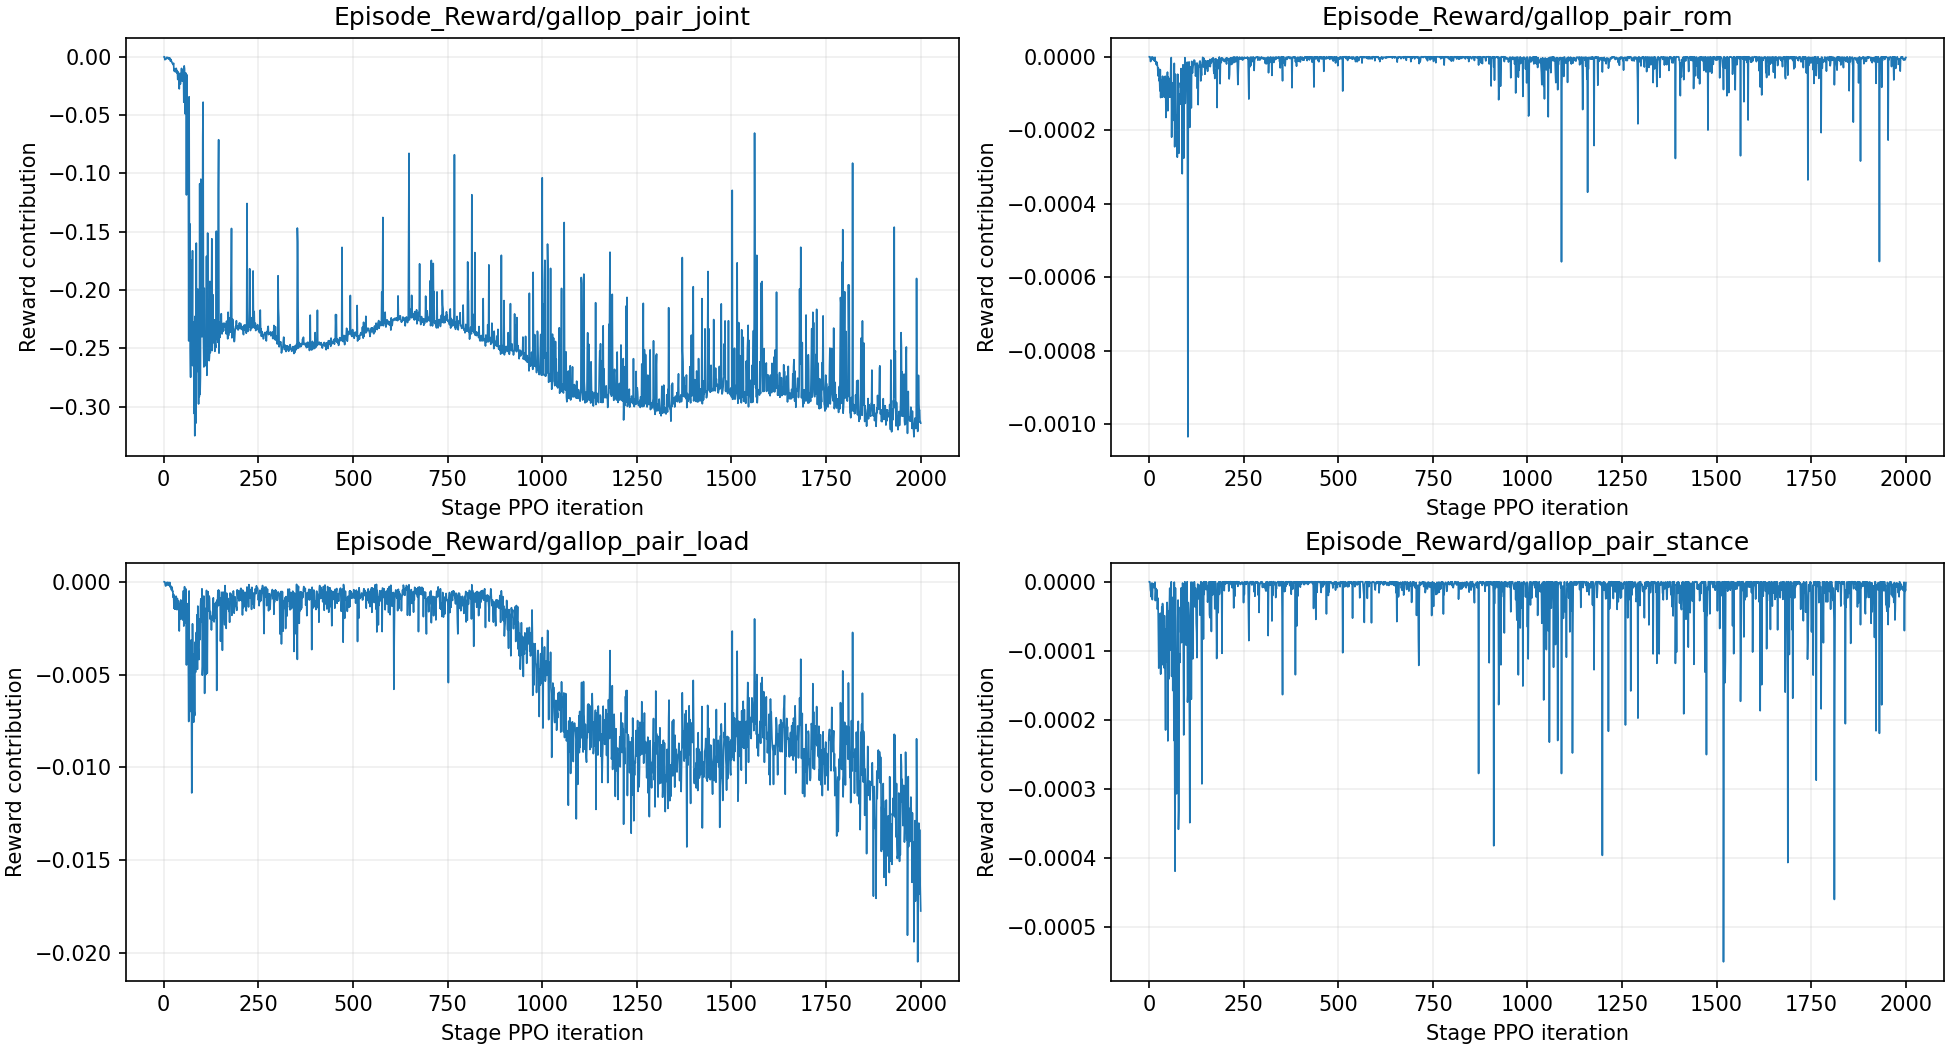 Episode_Reward/gallop_pair_joint
Reward contribution
0.00
−0.05
−0.10
−0.15
−0.20
−0.25
−0.30
0 250 500 750 1000 1250 1500 1750 2000
Stage PPO iteration
Episode_Reward/gallop_pair_rom
Reward contribution
0.0000
−0.0002
−0.0004
−0.0006
−0.0008
−0.0010
0 250 500 750 1000 1250 1500 1750 2000
Stage PPO iteration
Episode_Reward/gallop_pair_load
Reward contribution
0.000
−0.005
−0.010
−0.015
−0.020
0 250 500 750 1000 1250 1500 1750 2000
Stage PPO iteration
Episode_Reward/gallop_pair_stance
Reward contribution
0.0000
−0.0001
−0.0002
−0.0003
−0.0004
−0.0005
0 250 500 750 1000 1250 1500 1750 2000
Stage PPO iteration